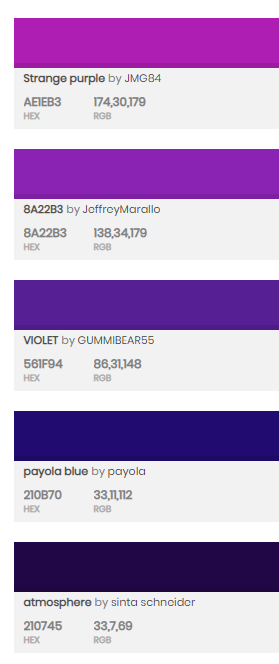 Strange purple by JMG84
AE1EB3 174,30,179
HEX RGB
8A22B3 by JeffreyMarallo
8A22B3 138,34,179
HEX RGB
VIOLET by GUMMIBEAR55
561F94 86,31,148
HEX RGB
payola blue by payola
210B70 33,11,112
HEX RGB
atmosphere by sinta schneider
210745 33,7,69
HEX RGB